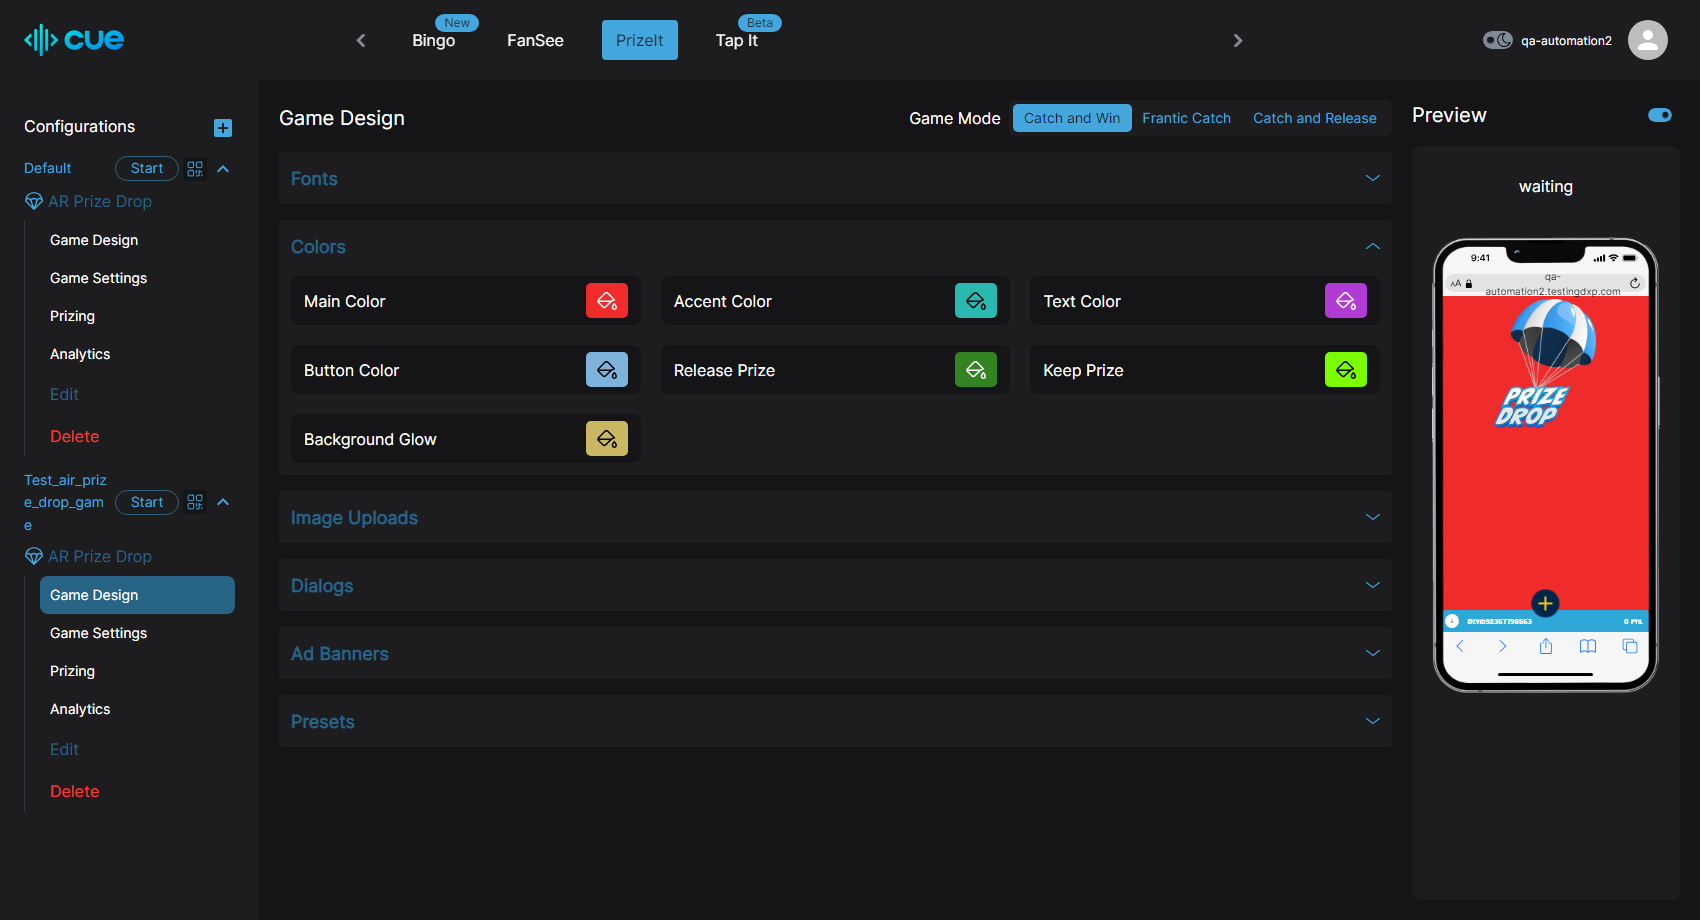 cue
New
Bingo
FanSee
PrizeIt
Beta
Tap It
qa-automation2
Configurations
Default
Start
AR Prize Drop
Game Design
Game Settings
Prizing
Analytics
Edit
Delete
Test_air_priz
e_drop_gam
e
Start
AR Prize Drop
Game Design
Game Settings
Prizing
Analytics
Edit
Delete
Game Design
Game Mode
Catch and Win
Frantic Catch
Catch and Release
Fonts
Colors
Main Color
Accent Color
Text Color
Button Color
Release Prize
Keep Prize
Background Glow
Image Uploads
Dialogs
Ad Banners
Presets
Preview
waiting
9:41
AA
qa-
automation2.testingdxp.com
PRIZE
DROP
0 PTS.